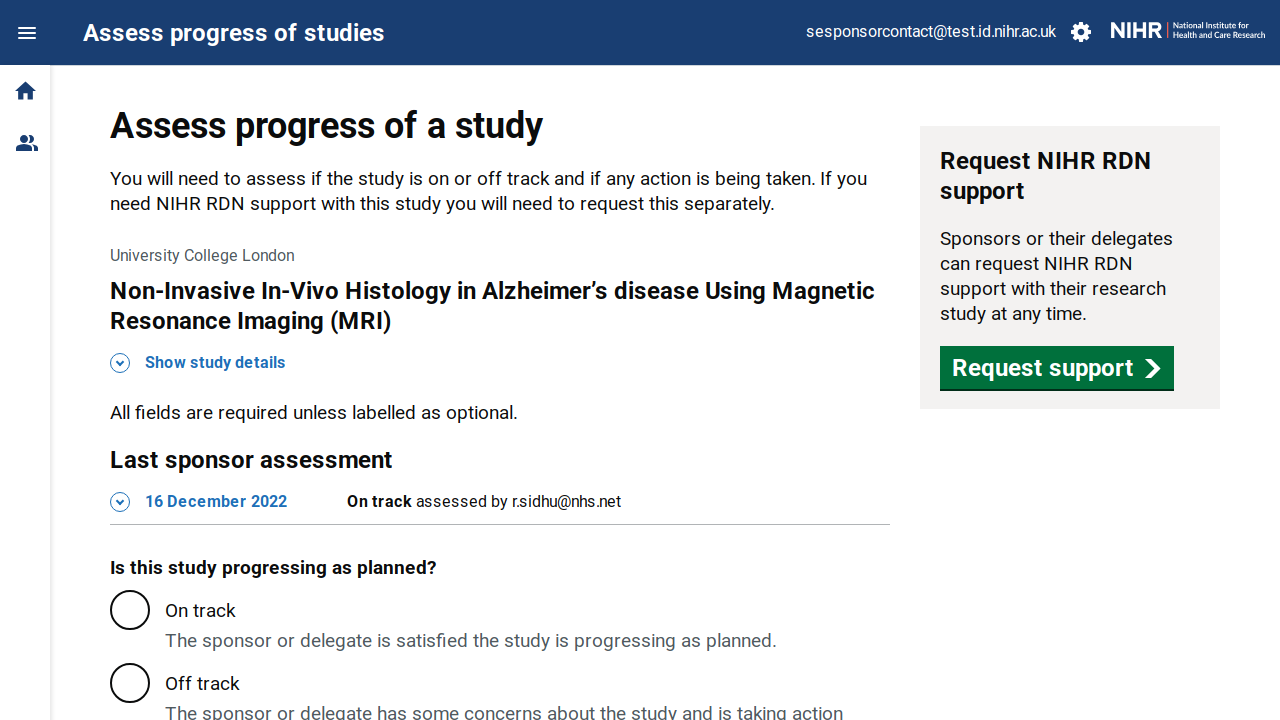 Assess progress of studies
sesponsorcontact@test.id.nihr.ac.uk
NIHR
National Institute for
Health and Care Research
Assess progress of a study
You will need to assess if the study is on or off track and if any action is being taken. If you
need NIHR RDN support with this study you will need to request this separately.
University College London
Non-Invasive In-Vivo Histology in Alzheimer’s disease Using Magnetic
Resonance Imaging (MRI)
Show study details
All fields are required unless labelled as optional.
Last sponsor assessment
16 December 2022 On track assessed by r.sidhu@nhs.net
Is this study progressing as planned?
On track
The sponsor or delegate is satisfied the study is progressing as planned.
Off track
The sponsor or delegate has some concerns about the study and is taking action
Request NIHR RDN
support
Sponsors or their delegates
can request NIHR RDN
support with their research
study at any time.
Request support